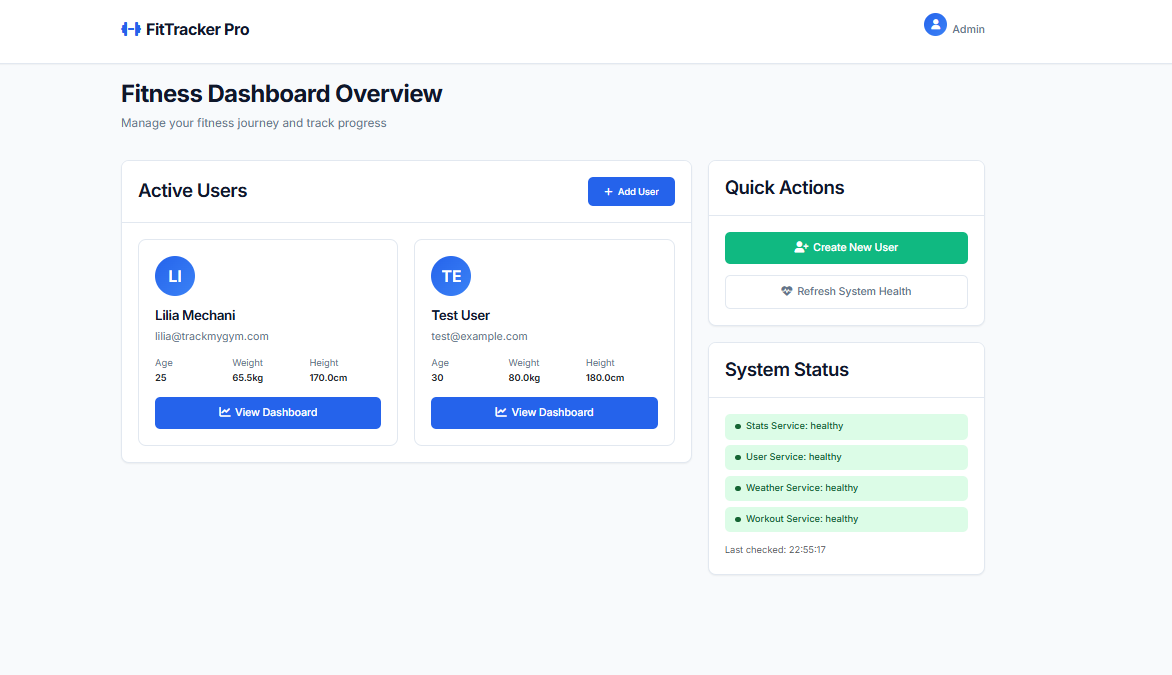 FitTracker Pro
Admin
Fitness Dashboard Overview
Manage your fitness journey and track progress
Active Users
+ Add User
LI
Lilia Mechani
lilia@trackmygym.com
Age Weight Height
25 65.5kg 170.0cm
View Dashboard
TE
Test User
test@example.com
Age Weight Height
30 80.0kg 180.0cm
View Dashboard
Quick Actions
Create New User
Refresh System Health
System Status
Stats Service: healthy
User Service: healthy
Weather Service: healthy
Workout Service: healthy
Last checked: 22:55:17